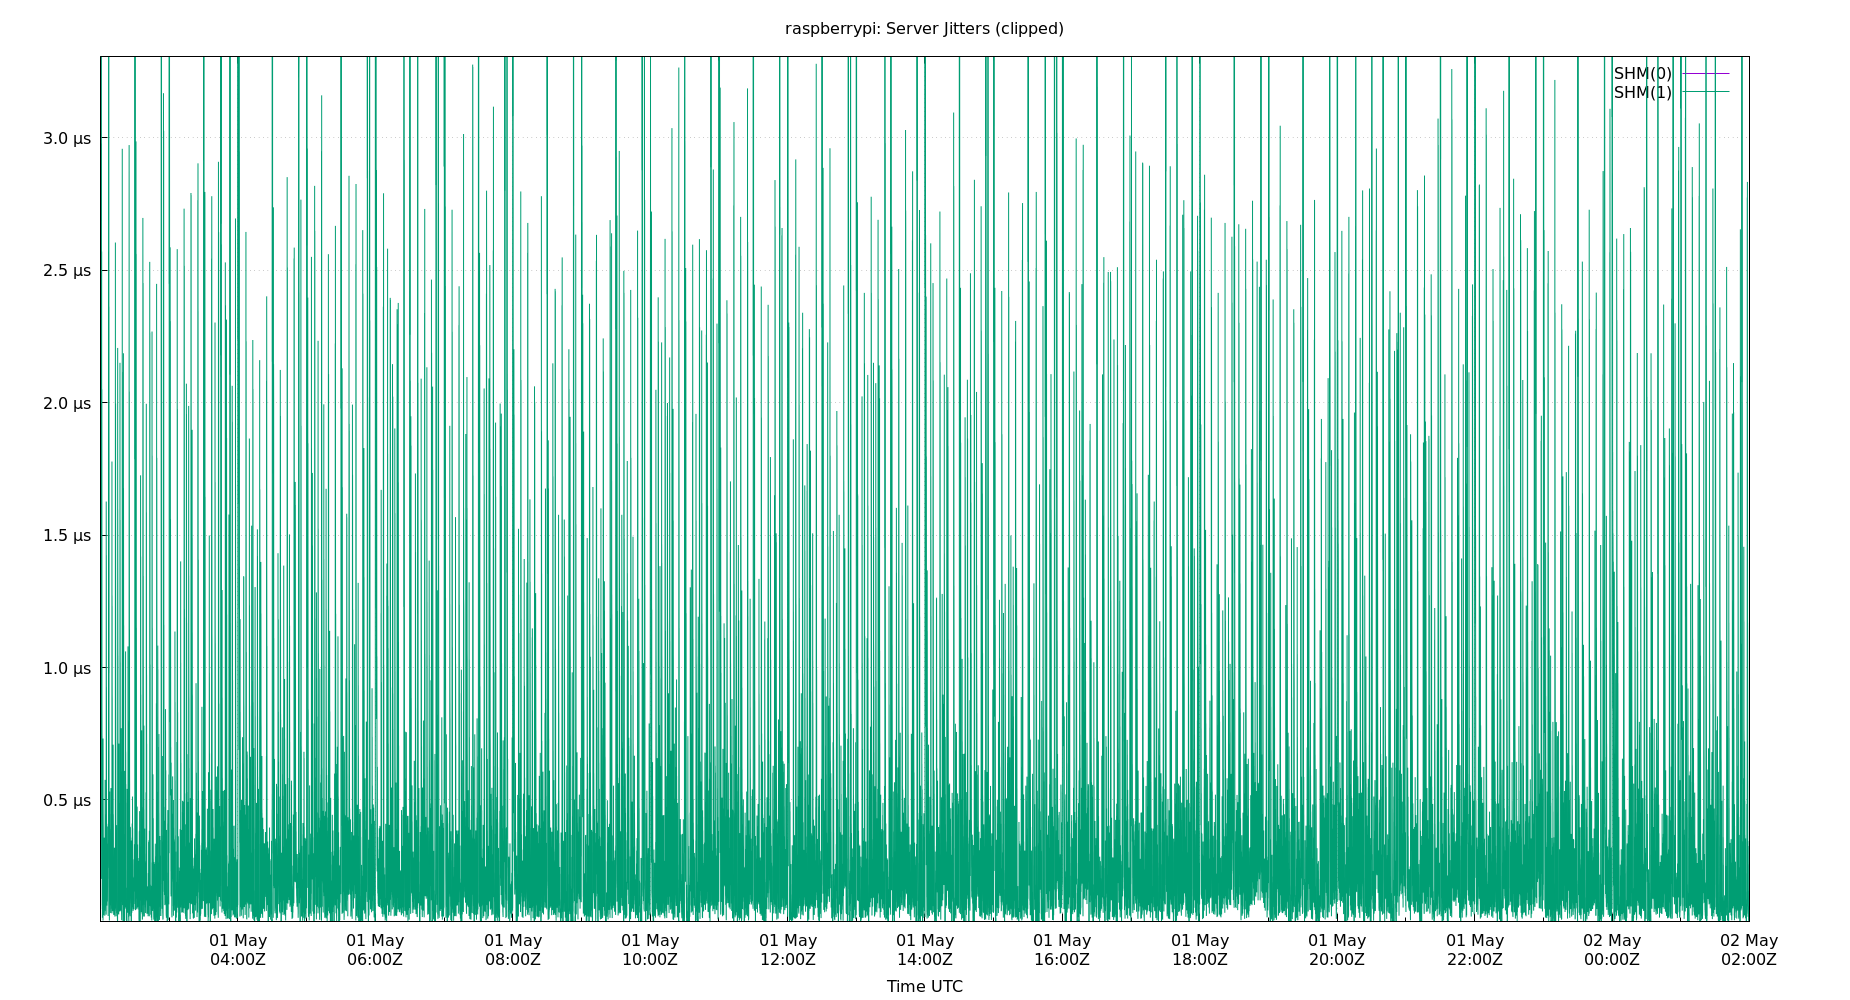 raspberrypi: Server Jitters (clipped)
SHM(0)
SHM(1)
3.0 µs
2.5 µs
2.0 µs
1.5 µs
1.0 µs
0.5 µs
01 May 01 May 01 May 01 May 01 May 01 May 01 May 01 May 01 May 01 May 02 May 02 May
04:00Z 06:00Z 08:00Z 10:00Z 12:00Z 14:00Z 16:00Z 18:00Z 20:00Z 22:00Z 00:00Z 02:00Z
Time UTC